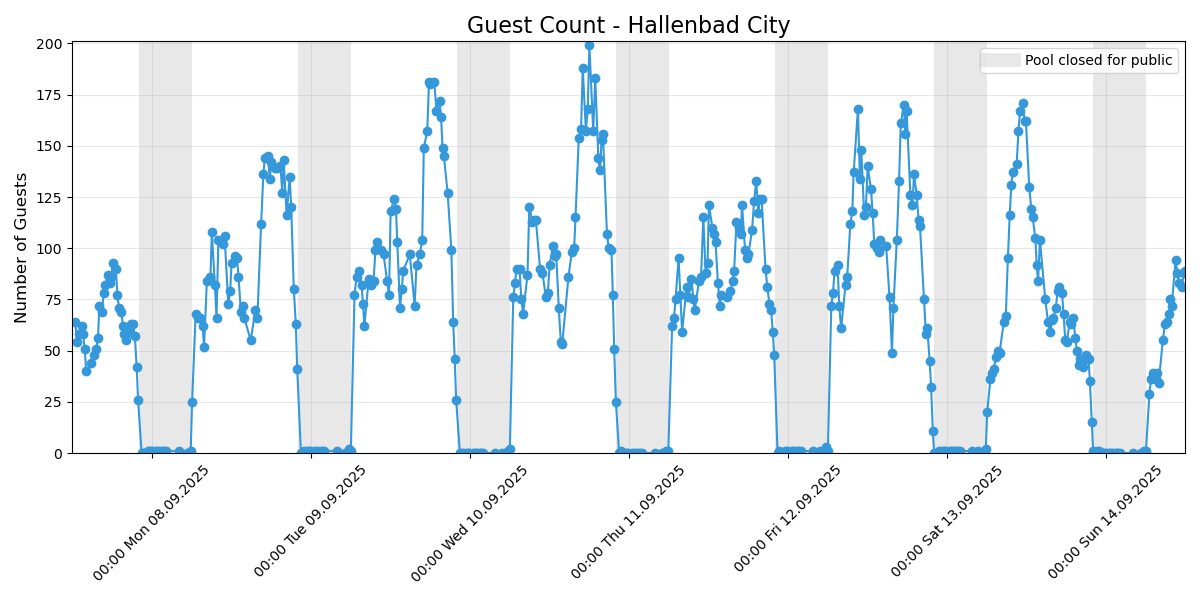 Guest Count - Hallenbad City
Pool closed for public
Number of Guests
200
175
150
125
100
75
50
25
0
00:00 Mon 08.09.2025
00:00 Tue 09.09.2025
00:00 Wed 10.09.2025
00:00 Thu 11.09.2025
00:00 Fri 12.09.2025
00:00 Sat 13.09.2025
00:00 Sun 14.09.2025